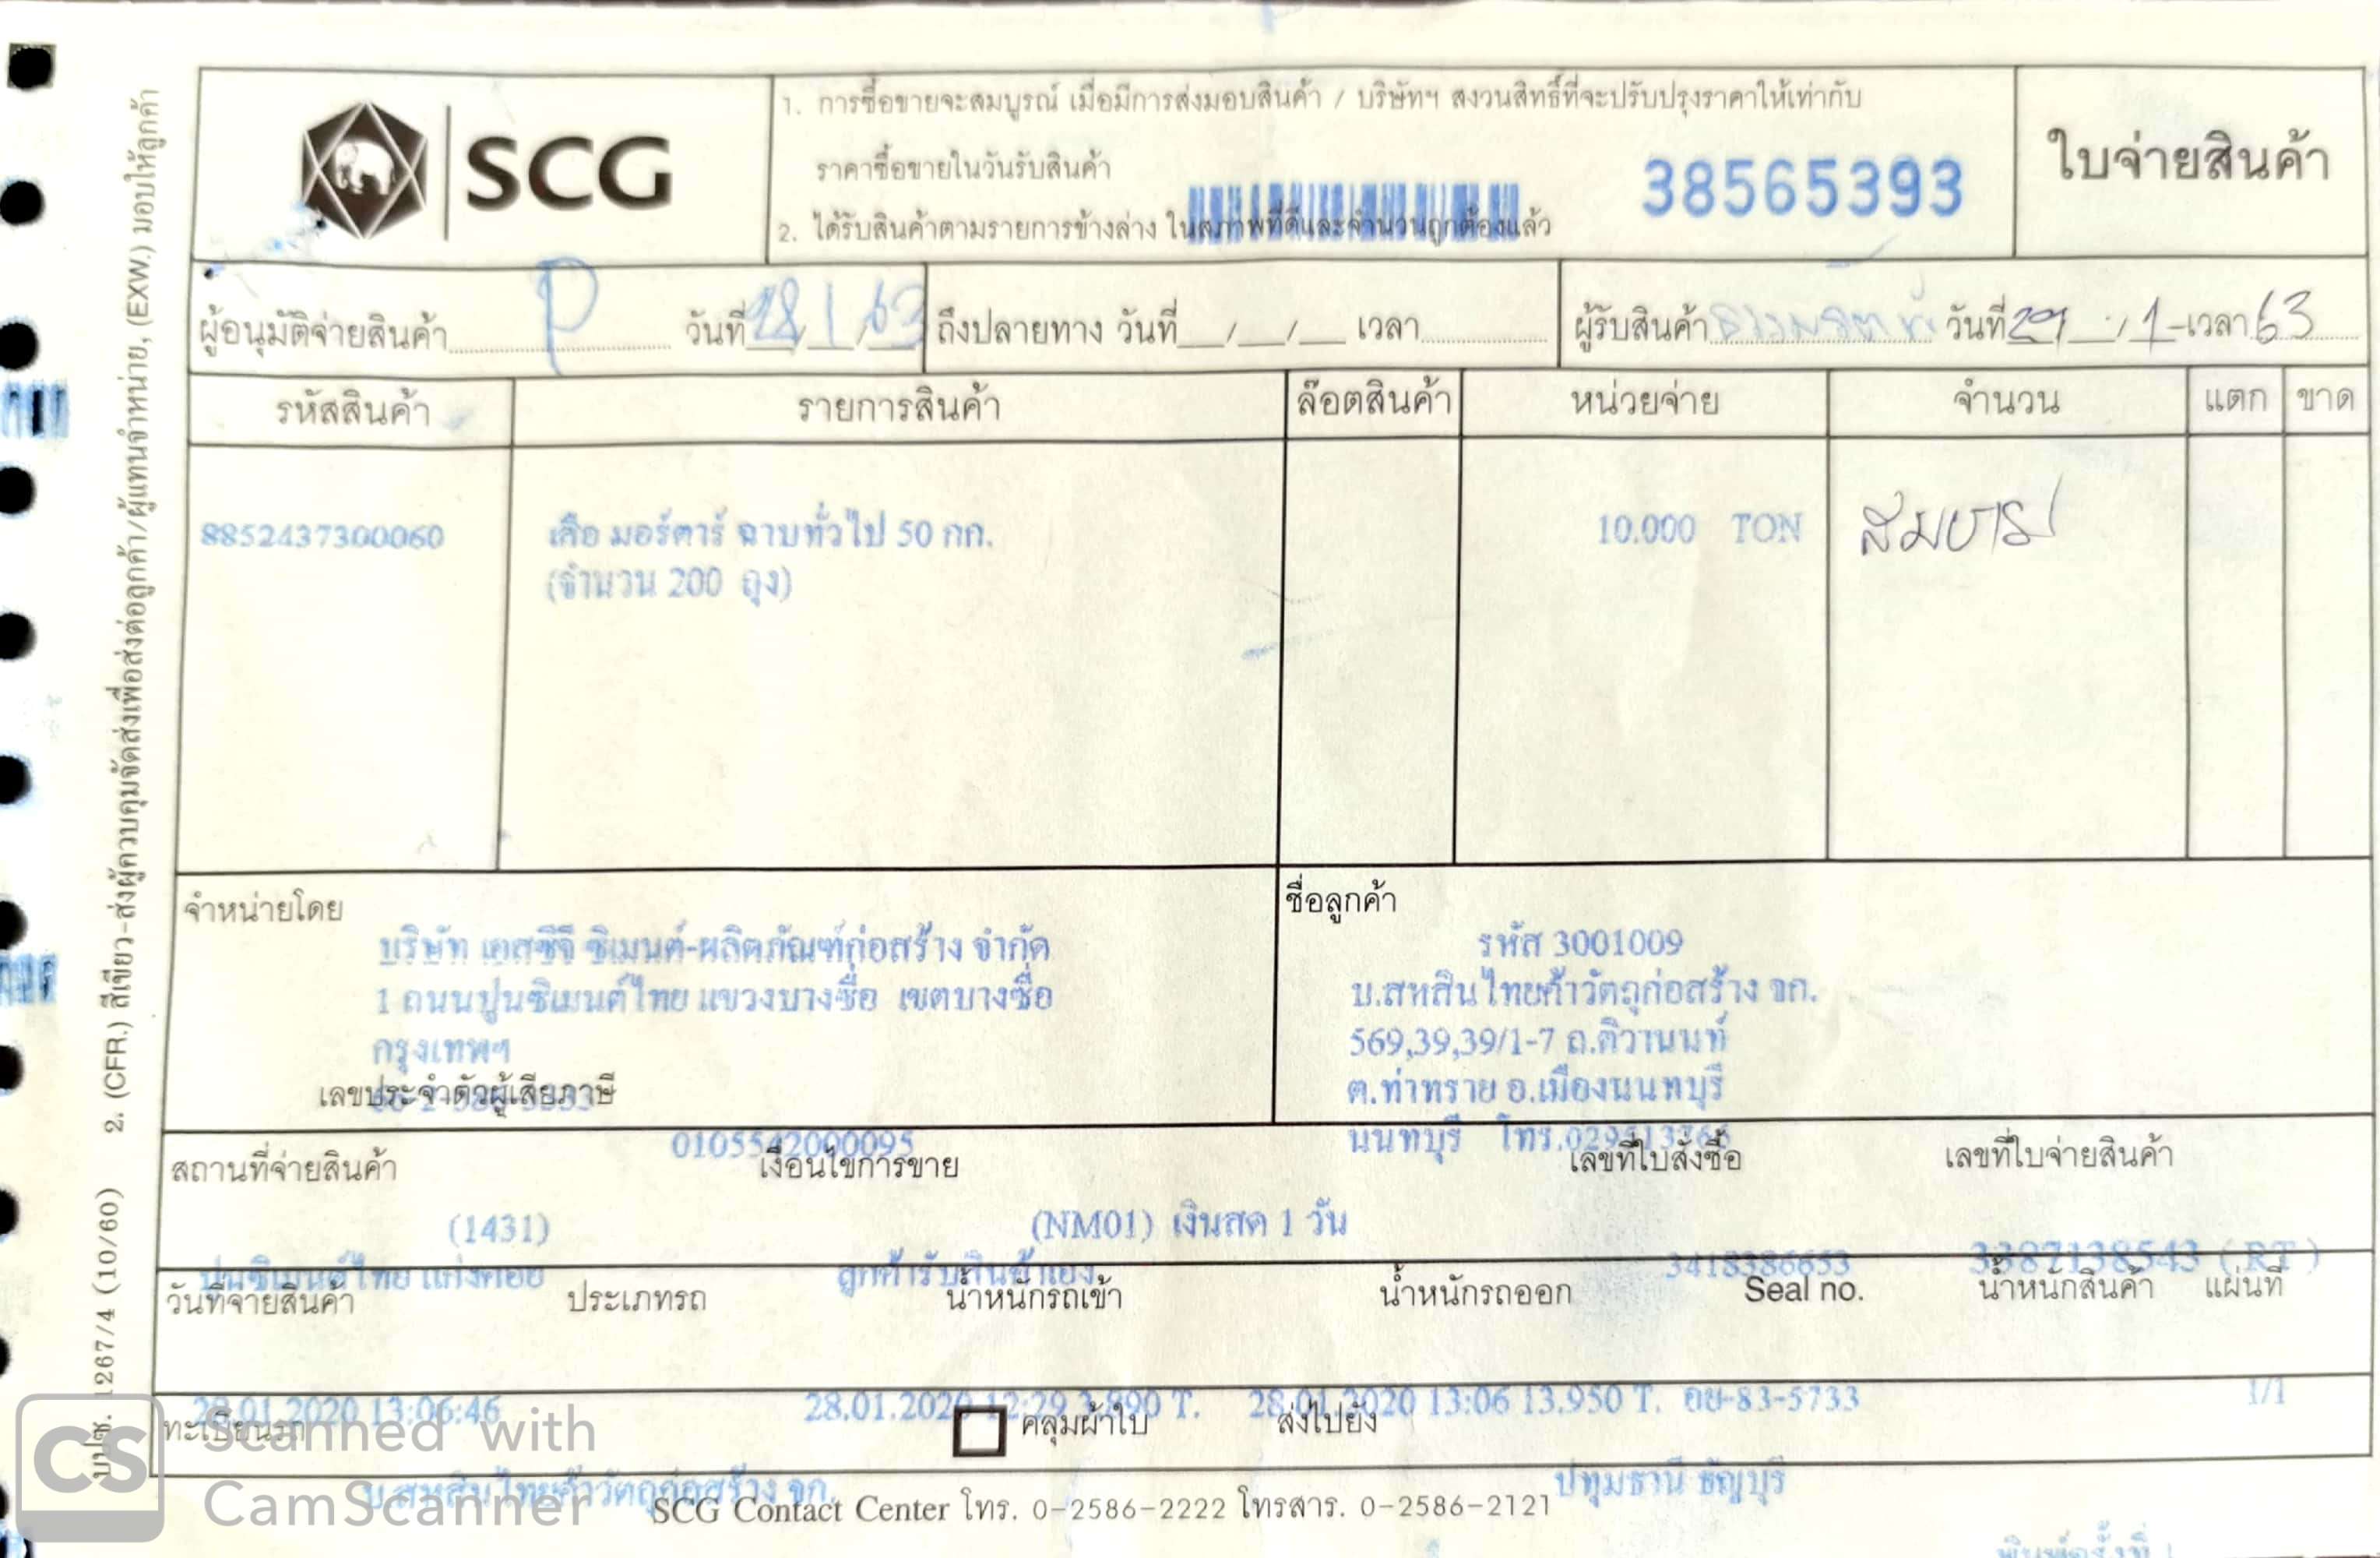 SCG
1. การซื้อขายจะสมบูรณ์ เมื่อมีการส่งมอบสินค้า / บริษัทฯ สงวนสิทธิ์ที่จะปรับปรุงราคาให้เท่ากับ
ราคาซื้อขายในวันรับสินค้า
2. ได้รับสินค้าตามรายการข้างล่าง ในสภาพที่ดีและจำนวนถูกต้องแล้ว
38565393
ใบจ่ายสินค้า
ผู้อนุมัติจ่ายสินค้า P วันที่ 28/1/63 ถึงปลายทาง วันที่ __/__/__ เวลา ผู้รับสินค้า วันที่ 29/1 เวลา 63
รหัสสินค้า รายการสินค้า ล๊อตสินค้า หน่วยจ่าย จำนวน แตก ขาด
8852437300060 เสือ มอร์ตาร์ ฉาบทั่วไป 50 กก. 10.000 TON
(จำนวน 200 ถุง)
จำหน่ายโดย
บริษัท เอสซีจี ซิเมนต์-ผลิตภัณฑ์ก่อสร้าง จำกัด
1 ถนนปูนซิเมนต์ไทย แขวงบางซื่อ เขตบางซื่อ
กรุงเทพฯ
เลขประจำตัวผู้เสียภาษี
0105542000095
ชื่อลูกค้า
รหัส 3001009
บ.สหสินไทยค้าวัตถุก่อสร้าง จก.
569,39,39/1-7 ถ.ติวานนท์
ต.ท่าทราย อ.เมืองนนทบุรี
นนทบุรี โทร.
สถานที่จ่ายสินค้า เงื่อนไขการขาย เลขที่ใบสั่งซื้อ เลขที่ใบจ่ายสินค้า
(1431) (NM01) เงินสด 1 วัน
ปูนซิเมนต์ไทย แก่งคอย ลูกค้ารับสินค้าเอง 3418386653 3387138543 (RT)
วันที่จ่ายสินค้า ประเภทรถ น้ำหนักรถเข้า น้ำหนักรถออก Seal no. น้ำหนักสินค้า แผ่นที่
28.01.2020 13:06:46 28.01.2020 12:29 3.890 T. 28.01.2020 13:06 13.950 T. อย-83-5733 1/1
ทะเบียนรถ คลุมผ้าใบ ส่งไปยัง
บ.สหสินไทยค้าวัตถุก่อสร้าง จก. ปทุมธานี ธัญบุรี
SCG Contact Center โทร. 0-2586-2222 โทรสาร. 0-2586-2121
พิมพ์ครั้งที่ 1
บปซ. 1267/4 (10/60) 2. (CFR.) สีเขียว-ส่งผู้ควบคุมจัดส่งเพื่อส่งต่อลูกค้า/ผู้แทนจำหน่าย, (EXW.) มอบให้ลูกค้า
CS Scanned with
CamScanner